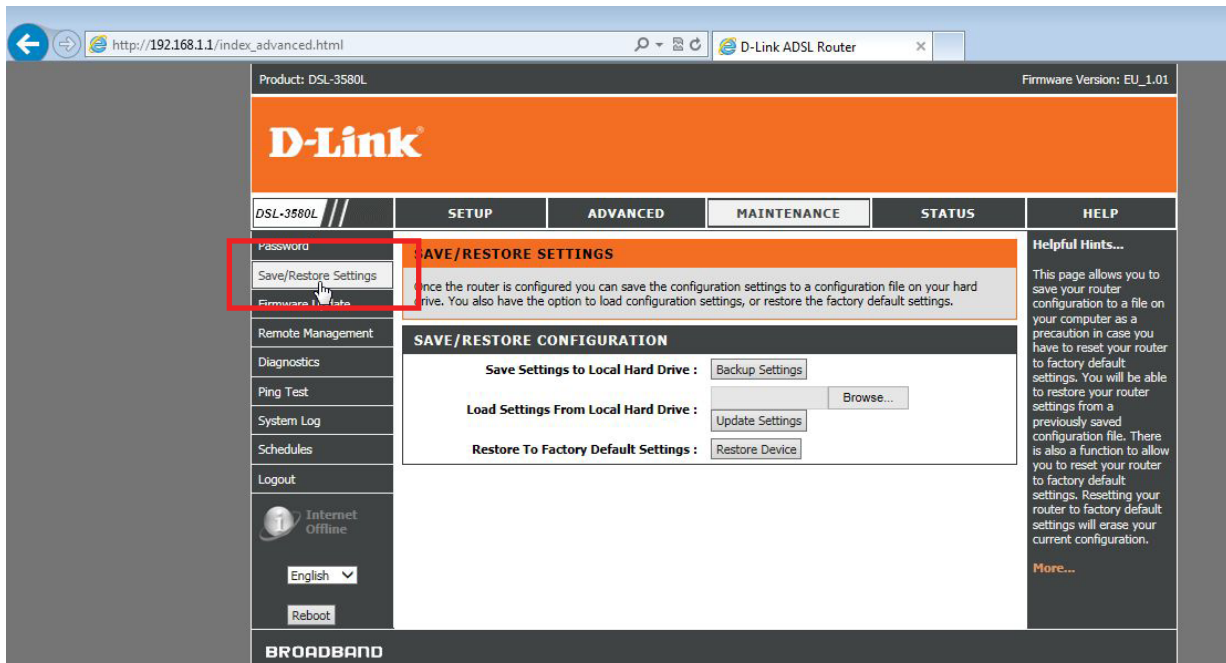 http://192.168.1.1/index_advanced.html
D-Link ADSL Router
Product: DSL-3580L
Firmware Version: EU_1.01
D-Link
DSL-3580L
SETUP
ADVANCED
MAINTENANCE
STATUS
HELP
Password
Save/Restore Settings
Firmware Update
Remote Management
Diagnostics
Ping Test
System Log
Schedules
Logout
Internet
Offline
English
Reboot
SAVE/RESTORE SETTINGS
Once the router is configured you can save the configuration settings to a configuration file on your hard
drive. You also have the option to load configuration settings, or restore the factory default settings.
SAVE/RESTORE CONFIGURATION
Save Settings to Local Hard Drive : Backup Settings
Load Settings From Local Hard Drive : Browse...
Update Settings
Restore To Factory Default Settings : Restore Device
Helpful Hints...
This page allows you to
save your router
configuration to a file on
your computer as a
precaution in case you
have to reset your router
to factory default
settings. You will be able
to restore your router
settings from a
previously saved
configuration file. There
is also a function to allow
you to reset your router
to factory default
settings. Resetting your
router to factory default
settings will erase your
current configuration.
More...
BROADBAND